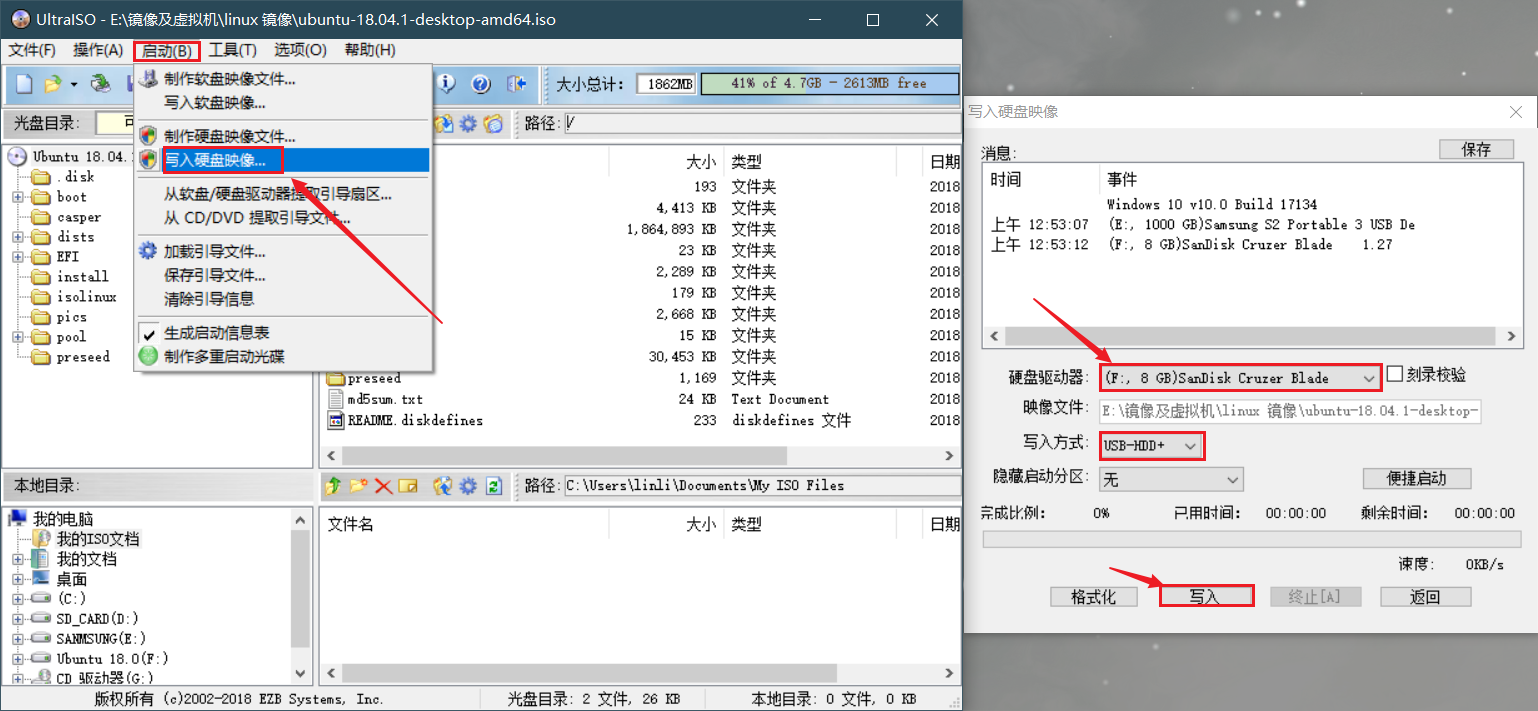 UltraISO - E:\镜像及虚拟机\linux 镜像\ubuntu-18.04.1-desktop-amd64.iso
文件(F) 操作(A) 启动(B) 工具(T) 选项(O) 帮助(H)
大小总计: 1862MB 41% of 4.7GB - 2613MB free
光盘目录: 可 路径: /
制作软盘映像文件...
写入软盘映像...
制作硬盘映像文件...
写入硬盘映像...
从软盘/硬盘驱动器提取引导扇区...
从 CD/DVD 提取引导文件...
加载引导文件...
保存引导文件...
清除引导信息
生成启动信息表
制作多重启动光碟
Ubuntu 18.04.1
.disk
boot
casper
dists
EFI
install
isolinux
pics
pool
preseed
大小 类型 日期
193 文件夹 2018
4,413 KB 文件夹 2018
1,864,893 KB 文件夹 2018
23 KB 文件夹 2018
2,289 KB 文件夹 2018
179 KB 文件夹 2018
2,668 KB 文件夹 2018
15 KB 文件夹 2018
30,453 KB 文件夹 2018
preseed 1,169 文件夹 2018
md5sum.txt 24 KB Text Document 2018
README.diskdefines 233 diskdefines 文件 2018
本地目录: 路径: C:\Users\linli\Documents\My ISO Files
我的电脑
我的ISO文档
我的文档
桌面
(C:)
SD_CARD(D:)
SANMSUNG(E:)
Ubuntu 18.0(F:)
CD 驱动器(G:)
文件名 大小 类型 日期
版权所有 (c)2002-2018 EZB Systems, Inc. 光盘目录: 2 文件, 26 KB 本地目录: 0 文件, 0 KB
写入硬盘映像
消息: 保存
时间 事件
Windows 10 v10.0 Build 17134
上午 12:53:07 (E:, 1000 GB)Samsung S2 Portable 3 USB De
上午 12:53:12 (F:, 8 GB)SanDisk Cruzer Blade 1.27
硬盘驱动器: (F:, 8 GB)SanDisk Cruzer Blade 刻录校验
映像文件: E:\镜像及虚拟机\linux 镜像\ubuntu-18.04.1-desktop-
写入方式: USB-HDD+
隐藏启动分区: 无 便捷启动
完成比例: 0% 已用时间: 00:00:00 剩余时间: 00:00:00
速度: 0KB/s
格式化 写入 终止[A] 返回